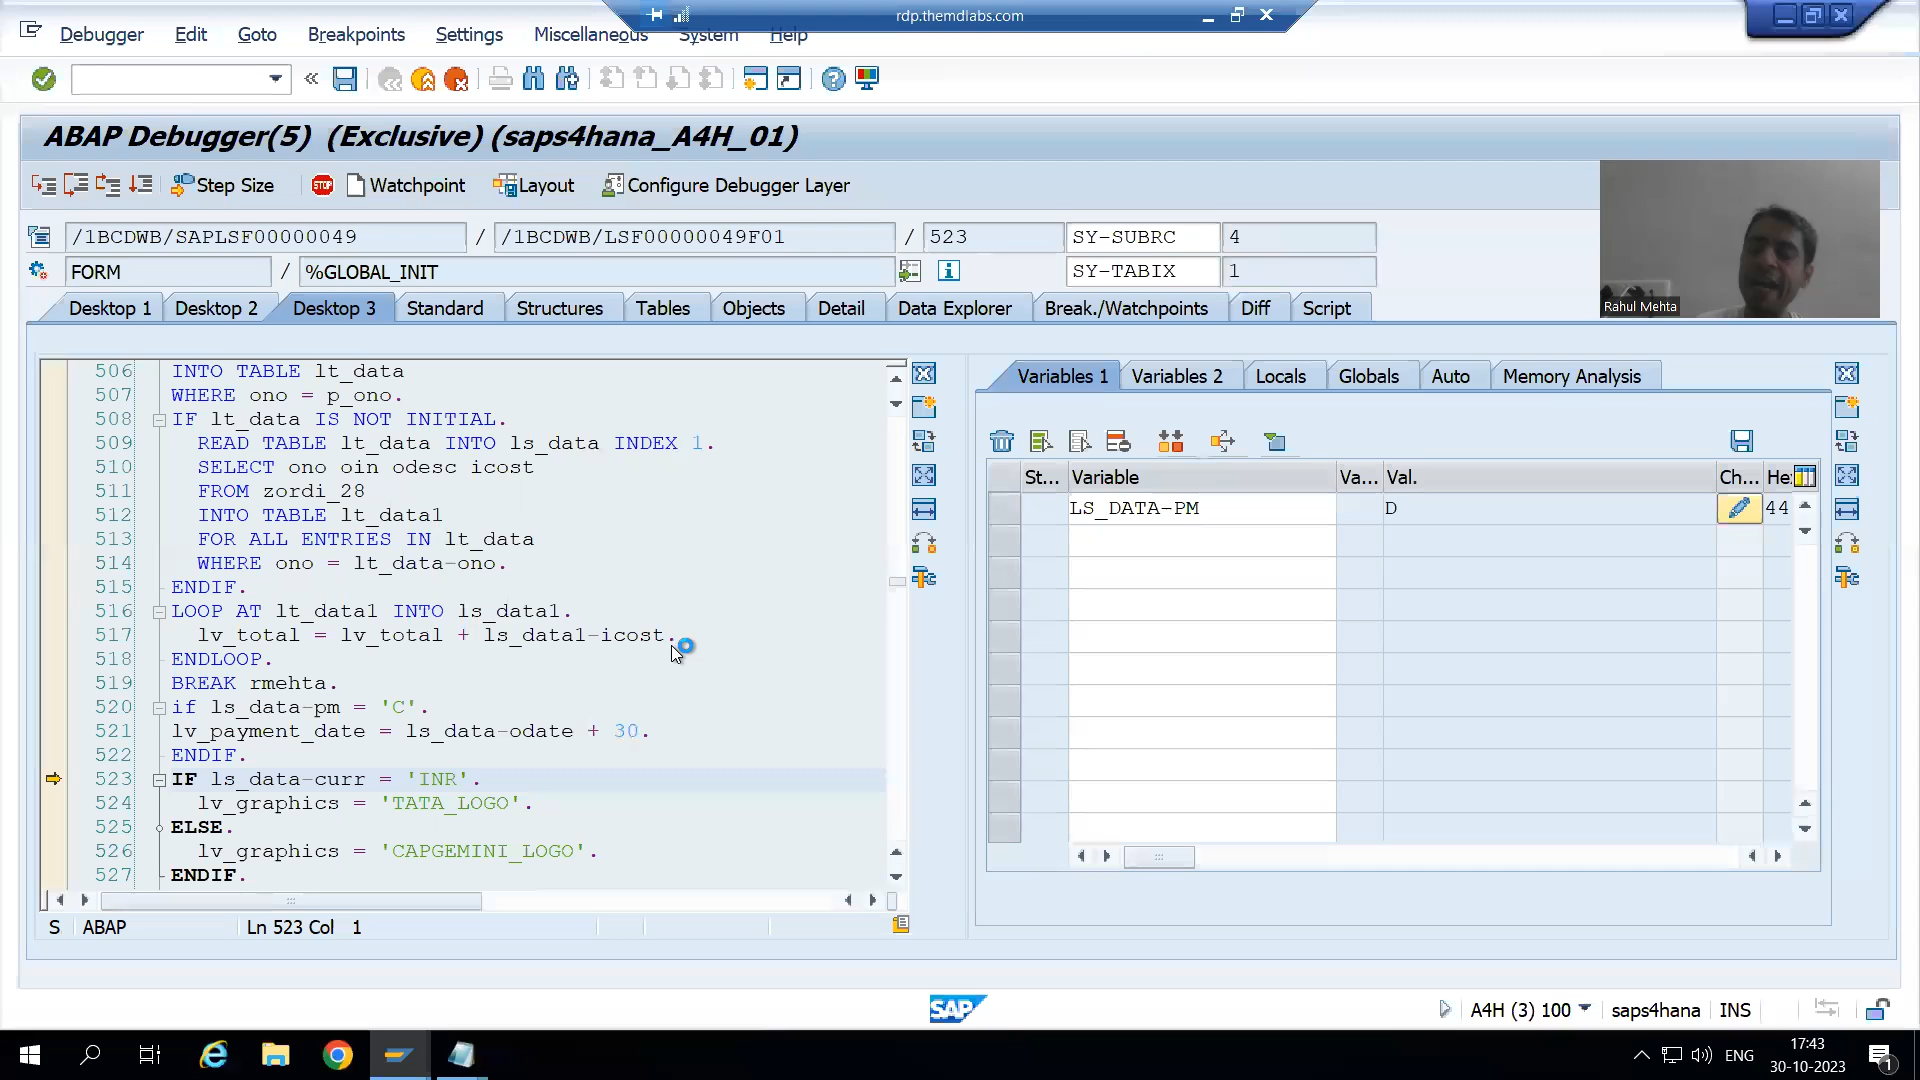 rdp.themdlabs.com
Debugger Edit Goto Breakpoints Settings Miscellaneous System Help
ABAP Debugger(5) (Exclusive) (saps4hana_A4H_01)
Step Size STOP Watchpoint Layout Configure Debugger Layer
/1BCDWB/SAPLSF00000049 / /1BCDWB/LSF00000049F01 / 523 SY-SUBRC 4
FORM / %GLOBAL_INIT SY-TABIX 1
Rahul Mehta
Desktop 1 Desktop 2 Desktop 3 Standard Structures Tables Objects Detail Data Explorer Break./Watchpoints Diff Script
506 INTO TABLE lt_data
507 WHERE ono = p_ono.
508 IF lt_data IS NOT INITIAL.
509 READ TABLE lt_data INTO ls_data INDEX 1.
510 SELECT ono oin odesc icost
511 FROM zordi_28
512 INTO TABLE lt_data1
513 FOR ALL ENTRIES IN lt_data
514 WHERE ono = lt_data-ono.
515 ENDIF.
516 LOOP AT lt_data1 INTO ls_data1.
517 lv_total = lv_total + ls_data1-icost.
518 ENDLOOP.
519 BREAK rmehta.
520 if ls_data-pm = 'C'.
521 lv_payment_date = ls_data-odate + 30.
522 ENDIF.
523 IF ls_data-curr = 'INR'.
524 lv_graphics = 'TATA_LOGO'.
525 ELSE.
526 lv_graphics = 'CAPGEMINI_LOGO'.
527 ENDIF.
S ABAP Ln 523 Col 1
Variables 1 Variables 2 Locals Globals Auto Memory Analysis
St... Variable Va... Val. Ch... Hex
LS_DATA-PM D 44
SAP
A4H (3) 100 saps4hana INS
ENG
17:43
30-10-2023
1